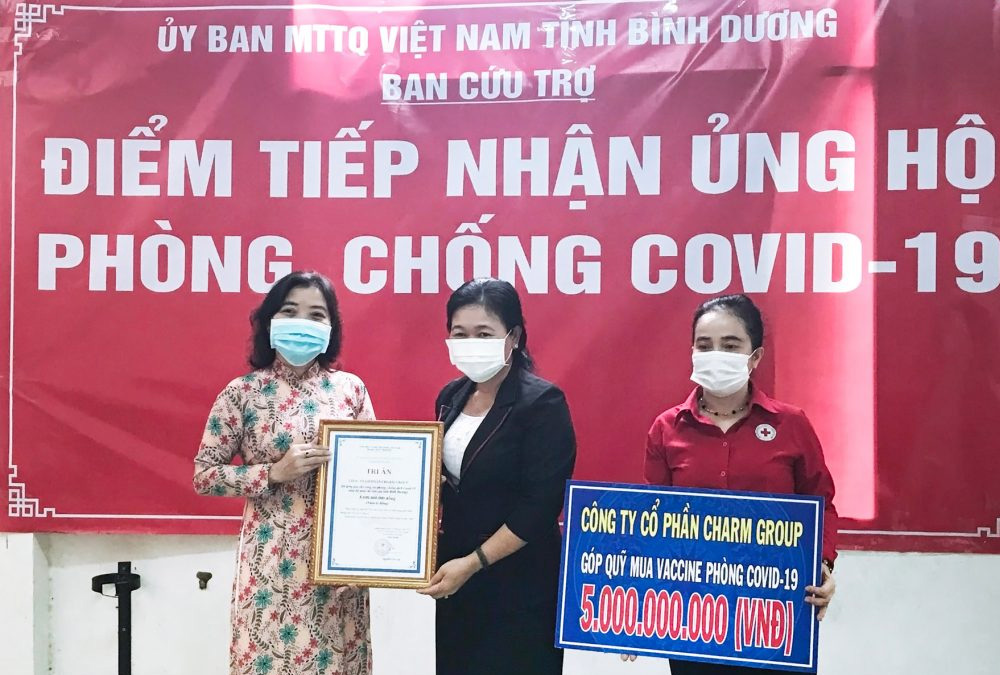 ỦY BAN MTTQ VIỆT NAM TỈNH BÌNH DƯƠNG
BAN CỨU TRỢ
ĐIỂM TIẾP NHẬN ỦNG HỘ
PHÒNG, CHỐNG COVID-19
TRI ÂN
CÔNG TY CỔ PHẦN CHARM GROUP
GÓP QUỸ MUA VACCINE PHÒNG COVID-19
5.000.000.000 (VNĐ)